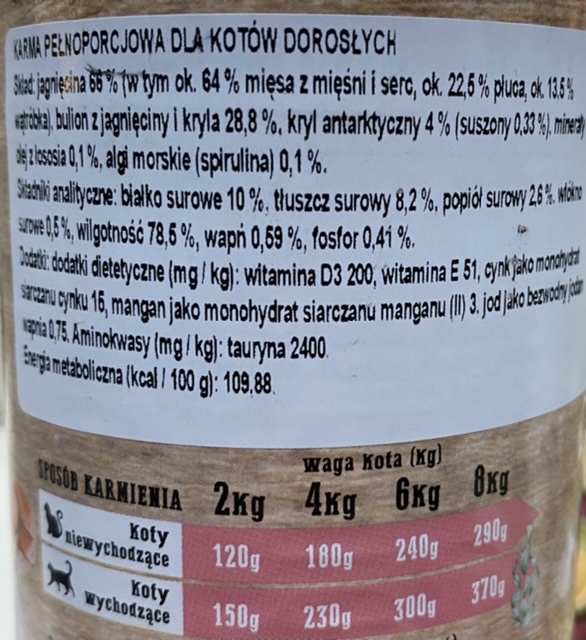 KARMA PEŁNOPORCJOWA DLA KOTÓW DOROSŁYCH
Skład: jagnięcina 66 % (w tym ok. 64 % mięsa z mięśni i serc, ok. 22,5 % płuca, ok. 13,5 %
wątróbka), bulion z jagnięciny i kryla 28,8 %, kryl antarktyczny 4 % (suszony 0,33 %), minerały
olej z łososia 0,1 %, algi morskie (spirulina) 0,1 %.
Składniki analityczne: białko surowe 10 %, tłuszcz surowy 8,2 %, popiół surowy 2,6 %, włókno
surowe 0,5 %, wilgotność 78,5 %, wapń 0,59 %, fosfor 0,41 %.
Dodatki: dodatki dietetyczne (mg / kg): witamina D3 200, witamina E 51, cynk jako monohydrat
siarczanu cynku 15, mangan jako monohydrat siarczanu manganu (II) 3, jod jako bezwodny jodan
wapnia 0,75. Aminokwasy (mg / kg): tauryna 2400.
Energia metaboliczna (kcal / 100 g): 109,88.
waga kota (kg)
SPOSÓB KARMIENIA 2kg 4kg 6kg 8kg
Koty niewychodzące 120g 180g 240g 290g
Koty wychodzące 150g 230g 300g 370g